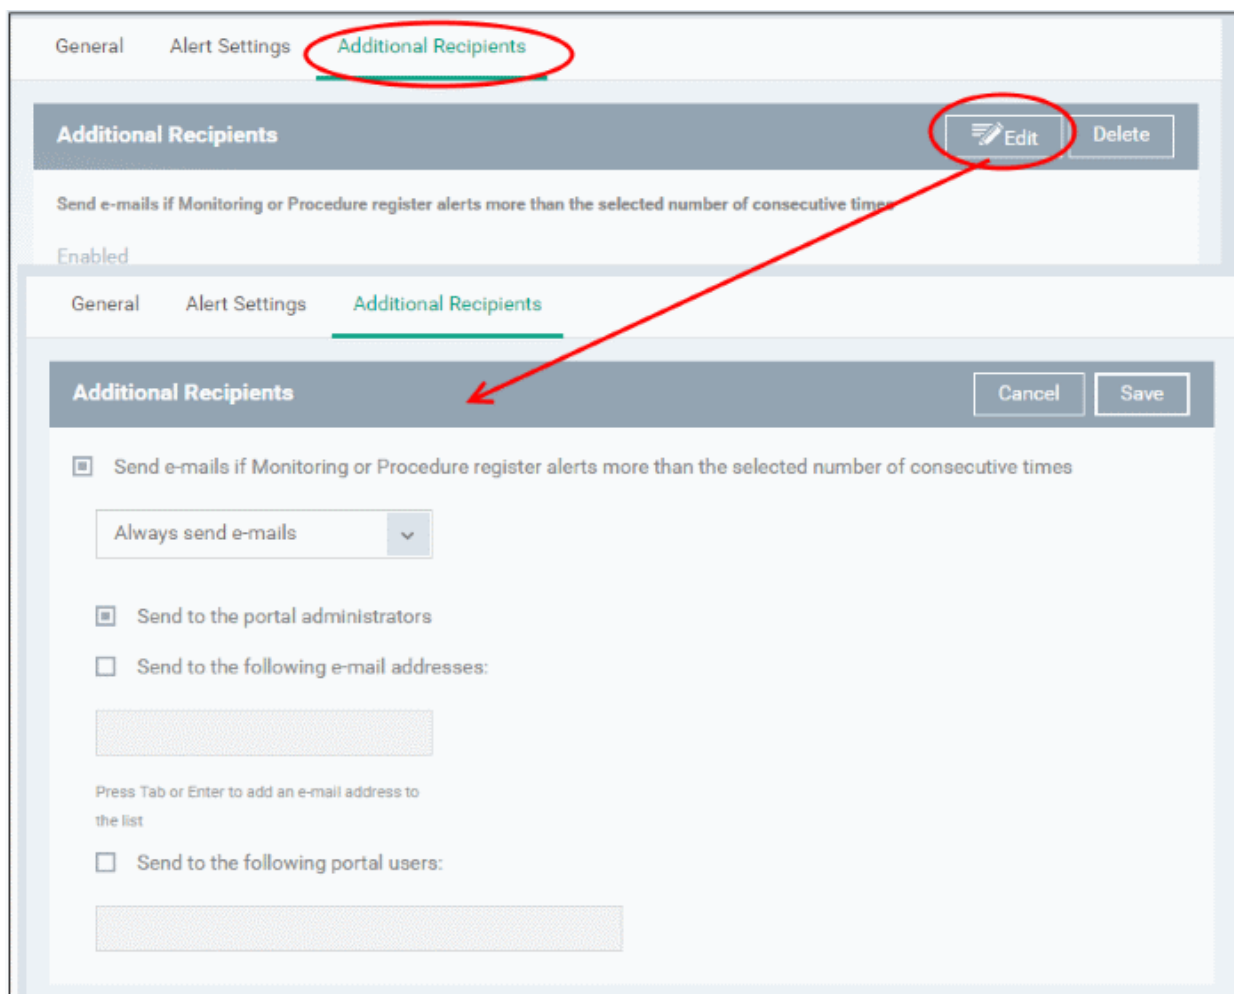 General Alert Settings Additional Recipients
Additional Recipients Edit Delete
Send e-mails if Monitoring or Procedure register alerts more than the selected number of consecutive times
Enabled
General Alert Settings Additional Recipients
Additional Recipients Cancel Save
Send e-mails if Monitoring or Procedure register alerts more than the selected number of consecutive times
Always send e-mails
Send to the portal administrators
Send to the following e-mail addresses:
Press Tab or Enter to add an e-mail address to
the list
Send to the following portal users: